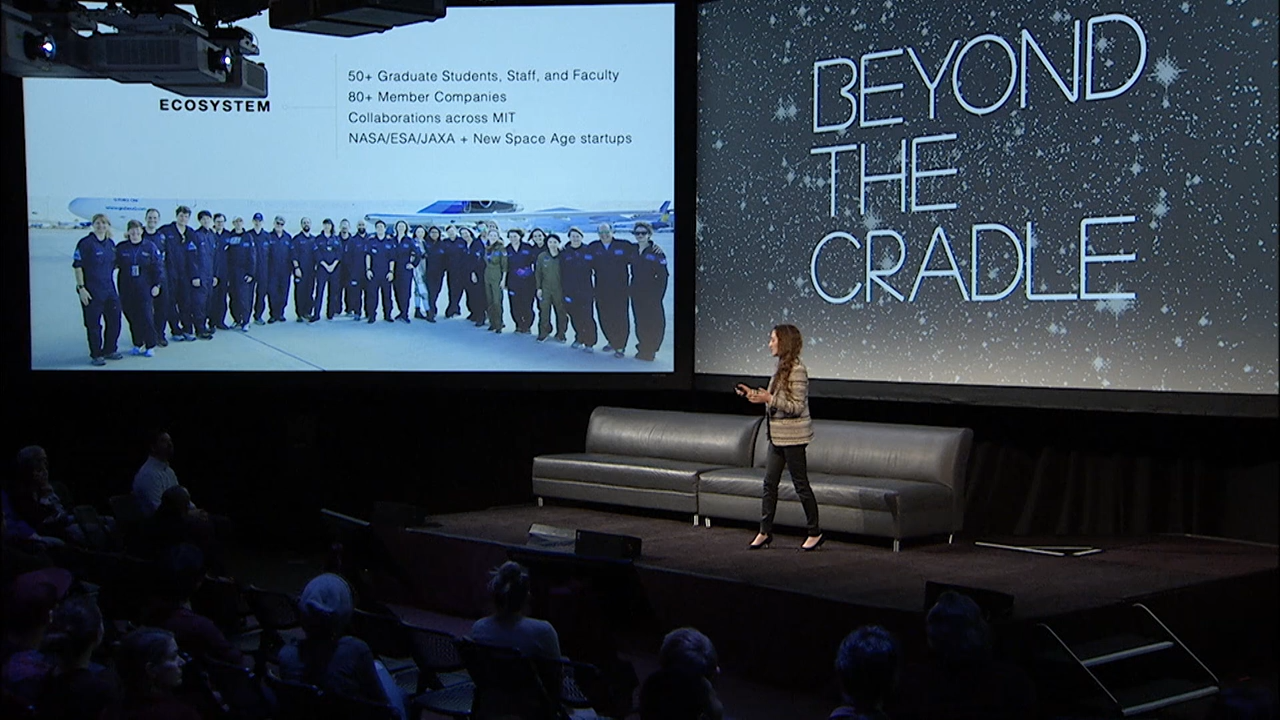 ECOSYSTEM
50+ Graduate Students, Staff, and Faculty
80+ Member Companies
Collaborations across MIT
NASA/ESA/JAXA + New Space Age startups
BEYOND
THE
CRADLE